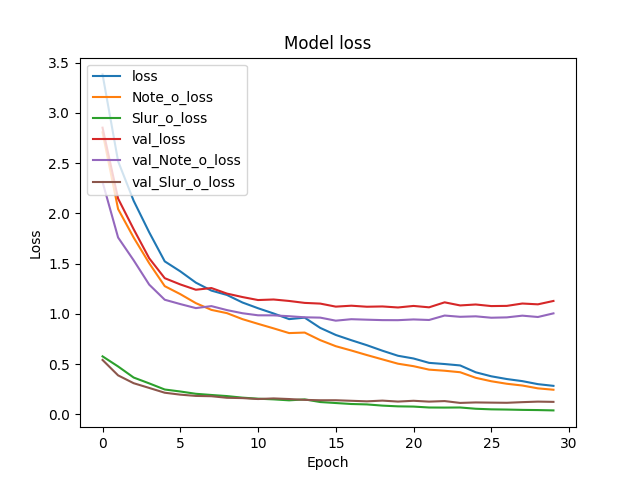 Model loss
3.5
3.0
2.5
2.0
1.5
1.0
0.5
0.0
Loss
loss
Note_o_loss
Slur_o_loss
val_loss
val_Note_o_loss
val_Slur_o_loss
0 5 10 15 20 25 30
Epoch